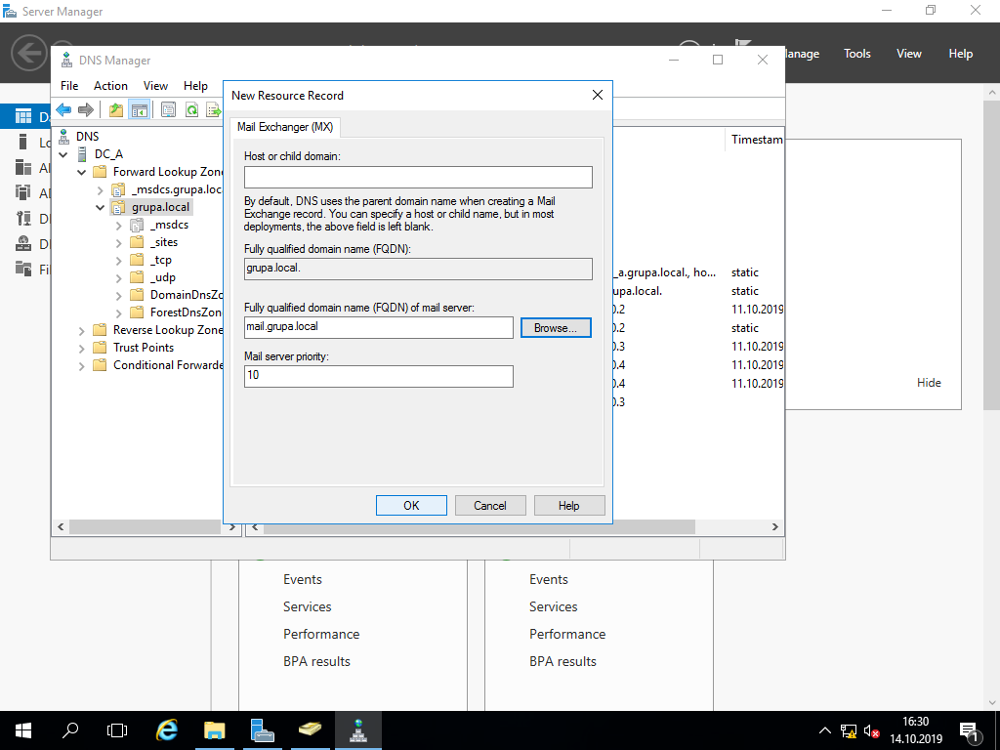 Server Manager
Manage
Tools
View
Help
DNS Manager
File
Action
View
Help
New Resource Record
Mail Exchanger (MX)
Host or child domain:
By default, DNS uses the parent domain name when creating a Mail
Exchange record. You can specify a host or child name, but in most
deployments, the above field is left blank.
Fully qualified domain name (FQDN):
grupa.local.
Fully qualified domain name (FQDN) of mail server:
mail.grupa.local
Browse...
Mail server priority:
10
OK
Cancel
Help
DNS
DC_A
Forward Lookup Zone
_msdcs.grupa.loc
grupa.local
_msdcs
_sites
_tcp
_udp
DomainDnsZo
ForestDnsZon
Reverse Lookup Zone
Trust Points
Conditional Forwarde
Timestam
_a.grupa.local., ho...
static
upa.local.
static
0.2
11.10.2019
0.2
static
0.3
11.10.2019
0.4
11.10.2019
0.4
11.10.2019
0.3
Hide
Events
Services
Performance
BPA results
Events
Services
Performance
BPA results
16:30
14.10.2019
1